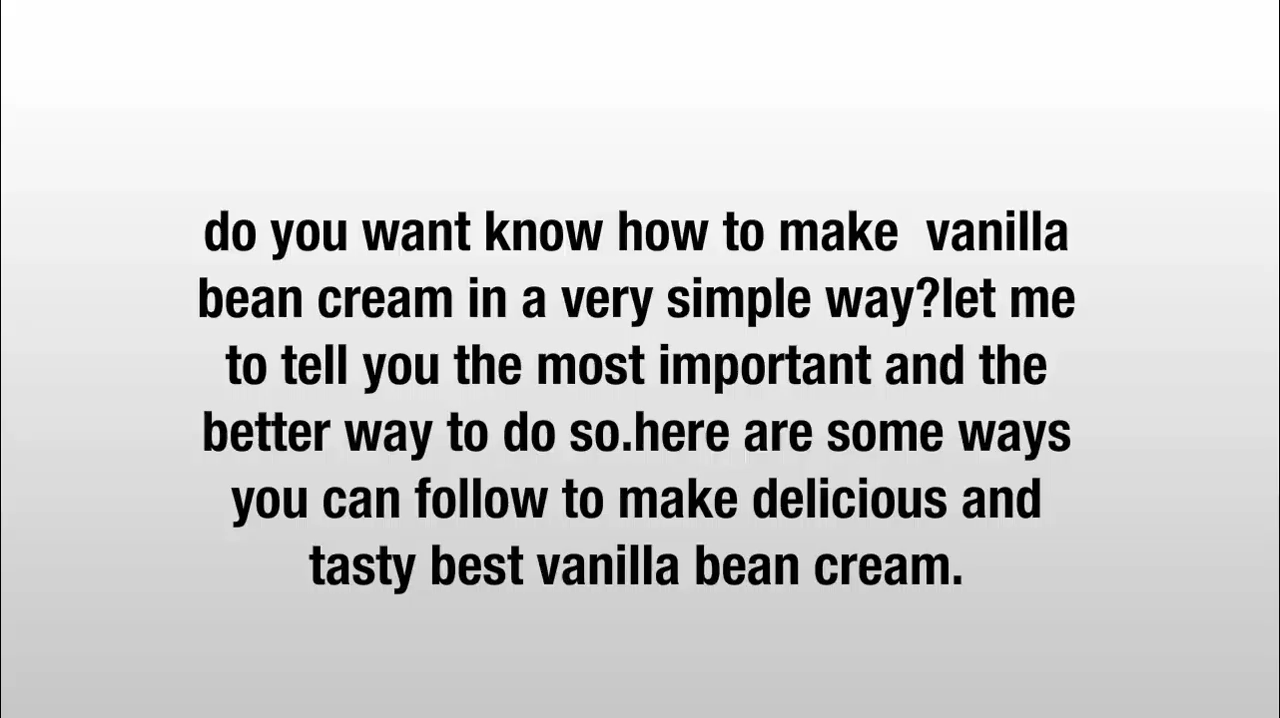 do you want know how to make  vanilla
bean cream in a very simple way?let me
to tell you the most important and the
better way to do so.here are some ways
you can follow to make delicious and
tasty best vanilla bean cream.